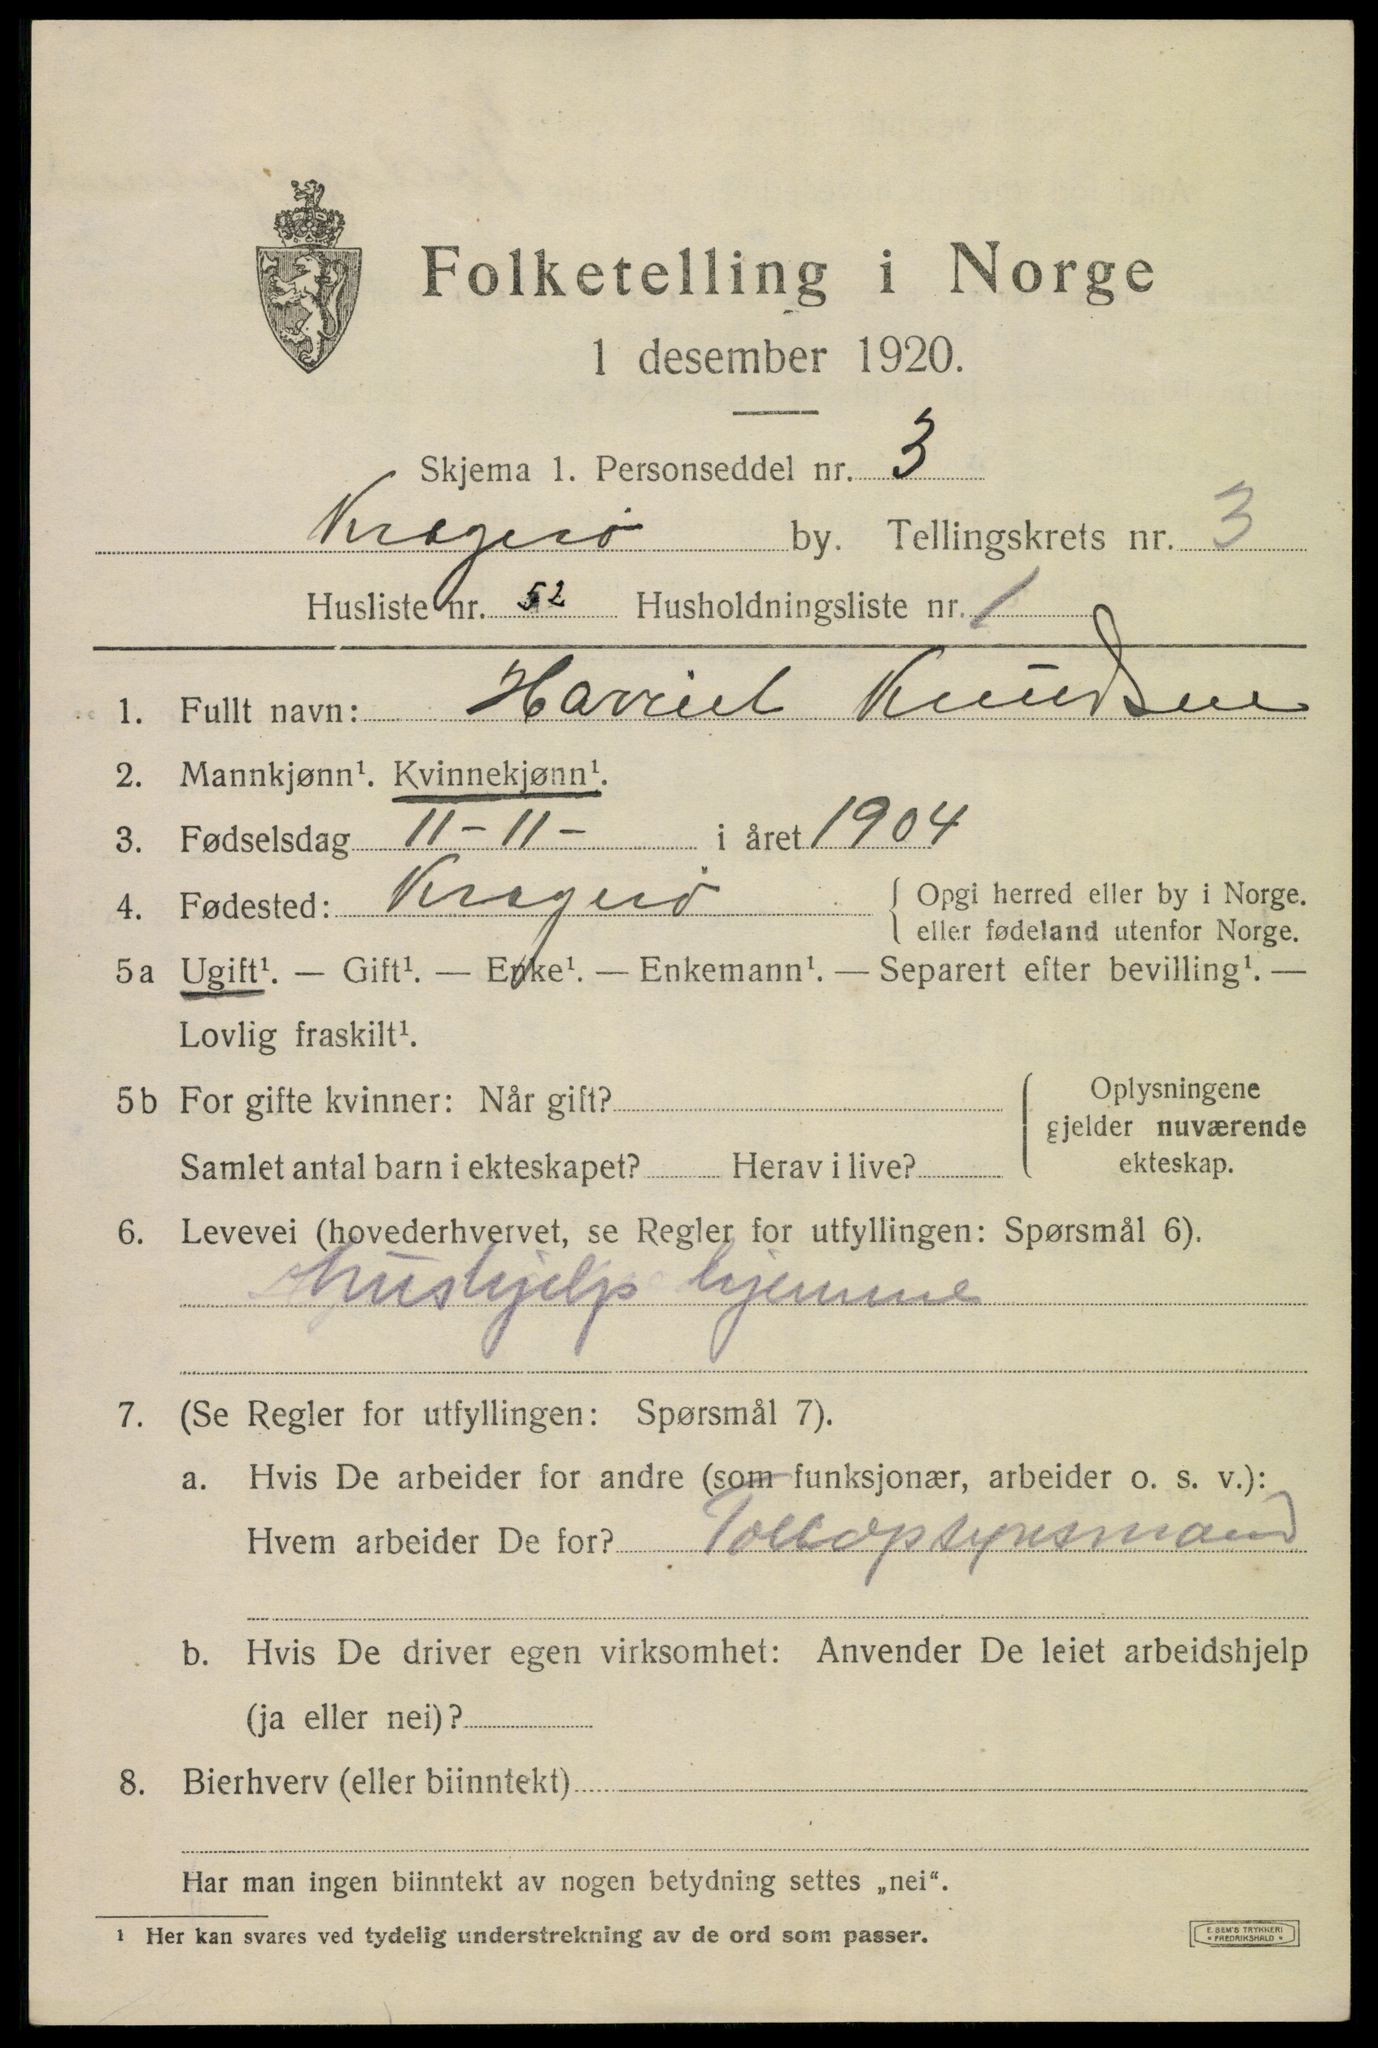 Folketelling i Norge
1 desember 1920.
Skjema 1. Personseddel nr. 3
Kragerø by. Tellingskrets nr. 3
Husliste nr. 52 Husholdningsliste nr. 1
1. Fullt navn: Harriet Knudsen
2. Mannkjønn¹. Kvinnekjønn¹.
3. Fødselsdag 11-11- i året 1904
4. Fødested: Kragerø { Opgi herred eller by i Norge.
eller fødeland utenfor Norge.
5a Ugift¹. — Gift¹. — Enke¹. — Enkemann¹. — Separert efter bevilling¹. —
Lovlig fraskilt¹.
5b For gifte kvinner: Når gift? { Oplysningene
gjelder nuværende
Samlet antal barn i ekteskapet? Herav i live? ekteskap.
6. Levevei (hovederhvervet, se Regler for utfyllingen: Spørsmål 6).
hushjelp hjemme
7. (Se Regler for utfyllingen: Spørsmål 7).
a. Hvis De arbeider for andre (som funksjonær, arbeider o. s. v.):
Hvem arbeider De for? Tollopsynsmand
b. Hvis De driver egen virksomhet: Anvender De leiet arbeidshjelp
(ja eller nei)?
8. Bierhverv (eller biinntekt)
Har man ingen biinntekt av nogen betydning settes „nei“.
¹ Her kan svares ved tydelig understrekning av de ord som passer.
E. SEM'S TRYKKERI
• FREDRIKSHALD •